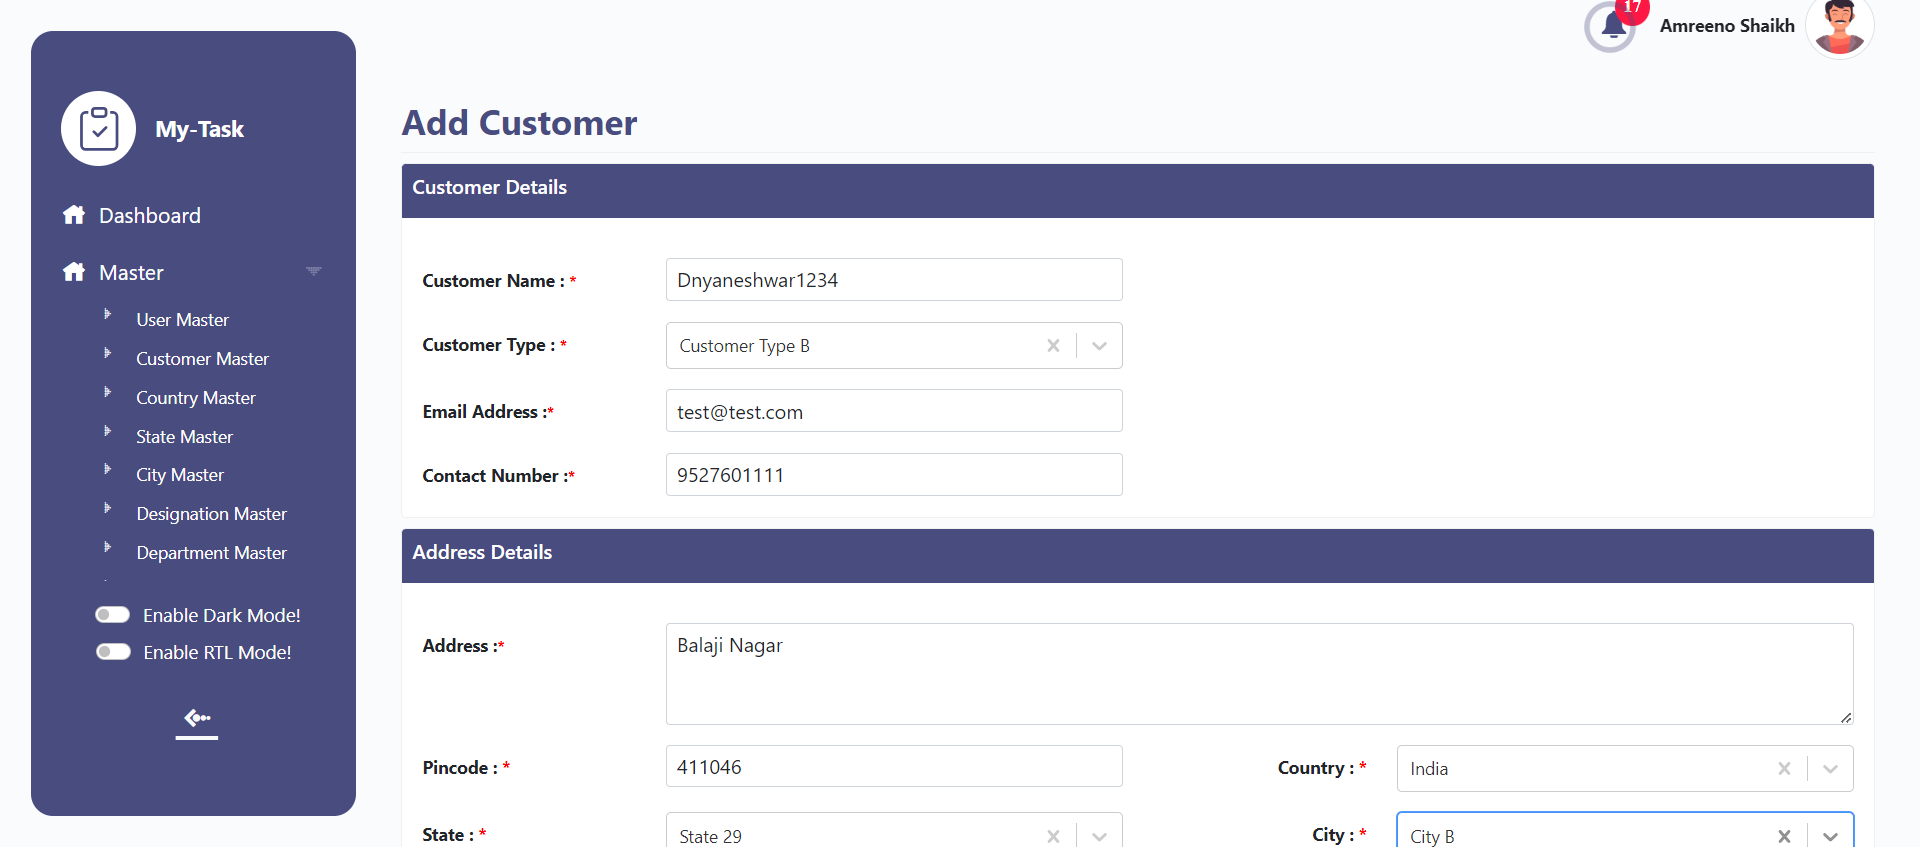 17
Amreeno Shaikh
My-Task
Dashboard
Master
User Master
Customer Master
Country Master
State Master
City Master
Designation Master
Department Master
Enable Dark Mode!
Enable RTL Mode!
Add Customer
Customer Details
Customer Name : * Dnyaneshwar1234
Customer Type : * Customer Type B
Email Address :* test@test.com
Contact Number :* 9527601111
Address Details
Address :* Balaji Nagar
Pincode : * 411046 Country : * India
State : * State 29 City : * City B